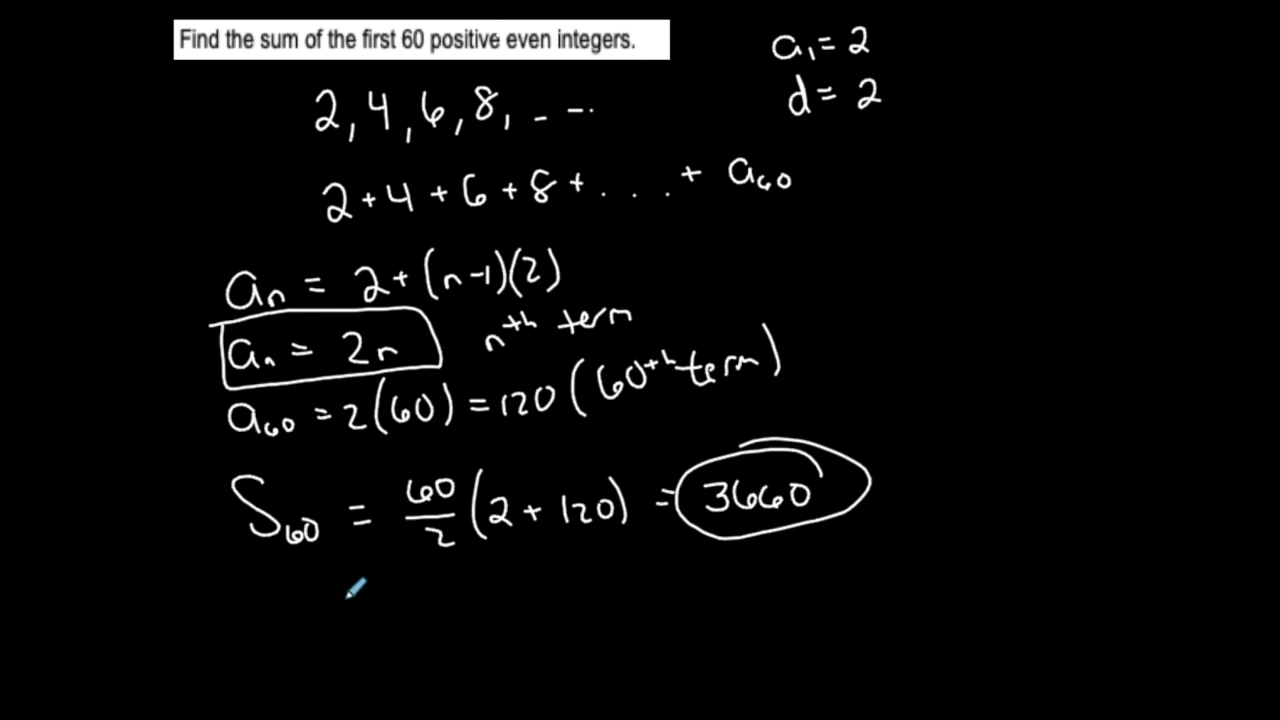 Find the sum of the first 60 positive even integers.
a₁ = 2
d = 2
2, 4, 6, 8, - - ·
2 + 4 + 6 + 8 + . . . + a₆₀
aₙ = 2 + (n-1)(2)
aₙ = 2n nᵗʰ term
a₆₀ = 2(60) = 120 (60ᵗʰ term)
S₆₀ = 60/2 (2 + 120) = 3660